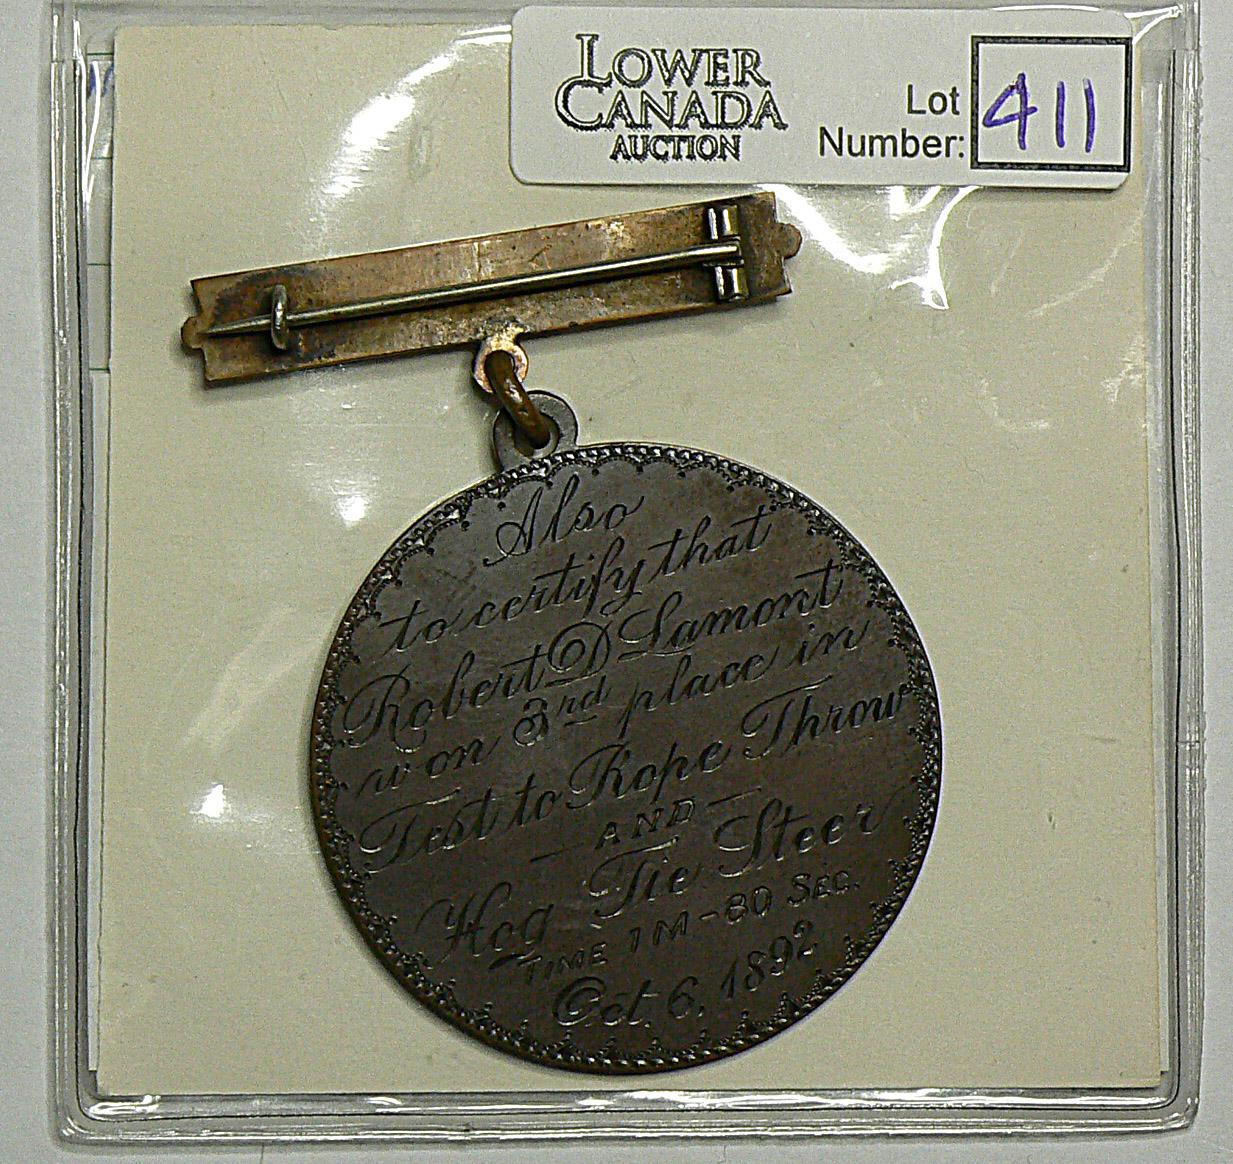 LOWER
CANADA
AUCTION
Lot
Number:
411
Also
to certify that
Robert D Lamont
won 3rd place in
Test to Rope Throw
— AND —
Hog Tie Steer
TIME 1 M - 80 SEC.
Oct. 6, 1892